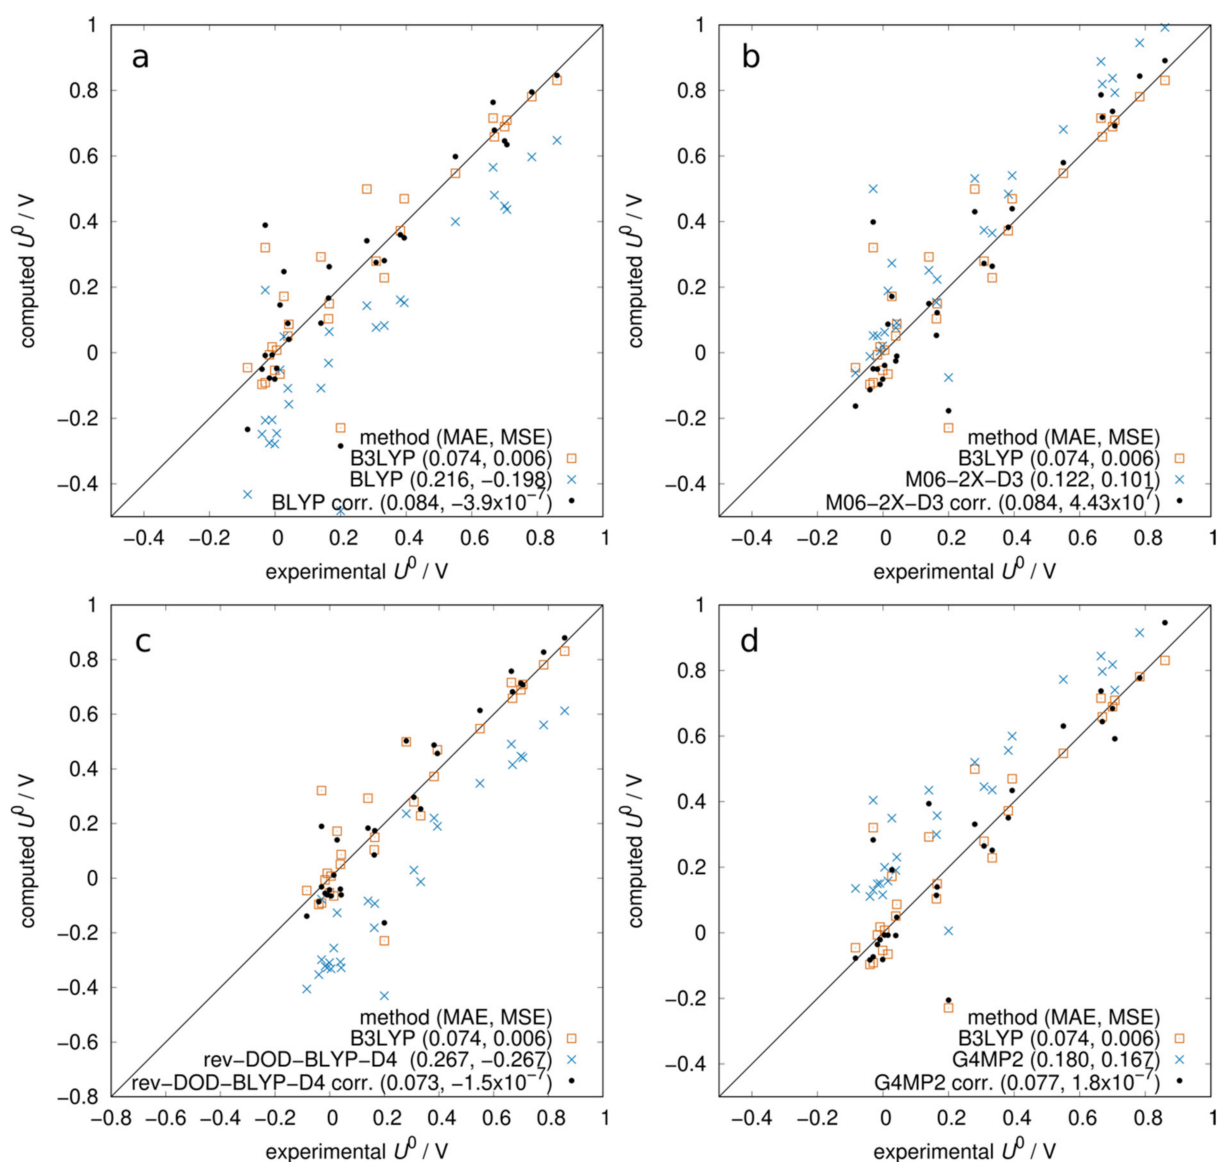 a
1
0.8
0.6
0.4
0.2
0
−0.2
−0.4
computed U⁰ / V
method (MAE, MSE)
B3LYP (0.074, 0.006)
BLYP (0.216, −0.198)
BLYP corr. (0.084, −3.9x10⁻⁷)
−0.4 −0.2 0 0.2 0.4 0.6 0.8 1
experimental U⁰ / V
b
1
0.8
0.6
0.4
0.2
0
−0.2
−0.4
computed U⁰ / V
method (MAE, MSE)
B3LYP (0.074, 0.006)
M06−2X−D3 (0.122, 0.101)
M06−2X−D3 corr. (0.084, 4.43x10⁷)
−0.4 −0.2 0 0.2 0.4 0.6 0.8 1
experimental U⁰ / V
c
1
0.8
0.6
0.4
0.2
0
−0.2
−0.4
−0.6
−0.8
computed U⁰ / V
method (MAE, MSE)
B3LYP (0.074, 0.006)
rev−DOD−BLYP−D4 (0.267, −0.267)
rev−DOD−BLYP−D4 corr. (0.073, −1.5x10⁻⁷)
−0.8 −0.6 −0.4 −0.2 0 0.2 0.4 0.6 0.8 1
experimental U⁰ / V
d
1
0.8
0.6
0.4
0.2
0
−0.2
−0.4
computed U⁰ / V
method (MAE, MSE)
B3LYP (0.074, 0.006)
G4MP2 (0.180, 0.167)
G4MP2 corr. (0.077, 1.8x10⁻⁷)
−0.4 −0.2 0 0.2 0.4 0.6 0.8 1
experimental U⁰ / V